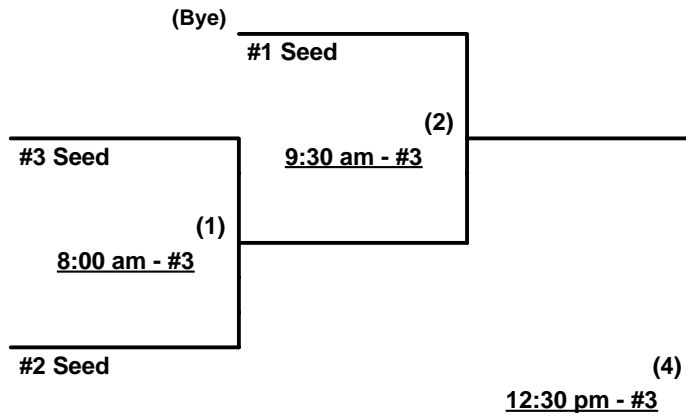 (Bye)
#1 Seed
(2)
#3 Seed
9:30 am - #3
(1)
8:00 am - #3
#2 Seed
(4)
12:30 pm - #3